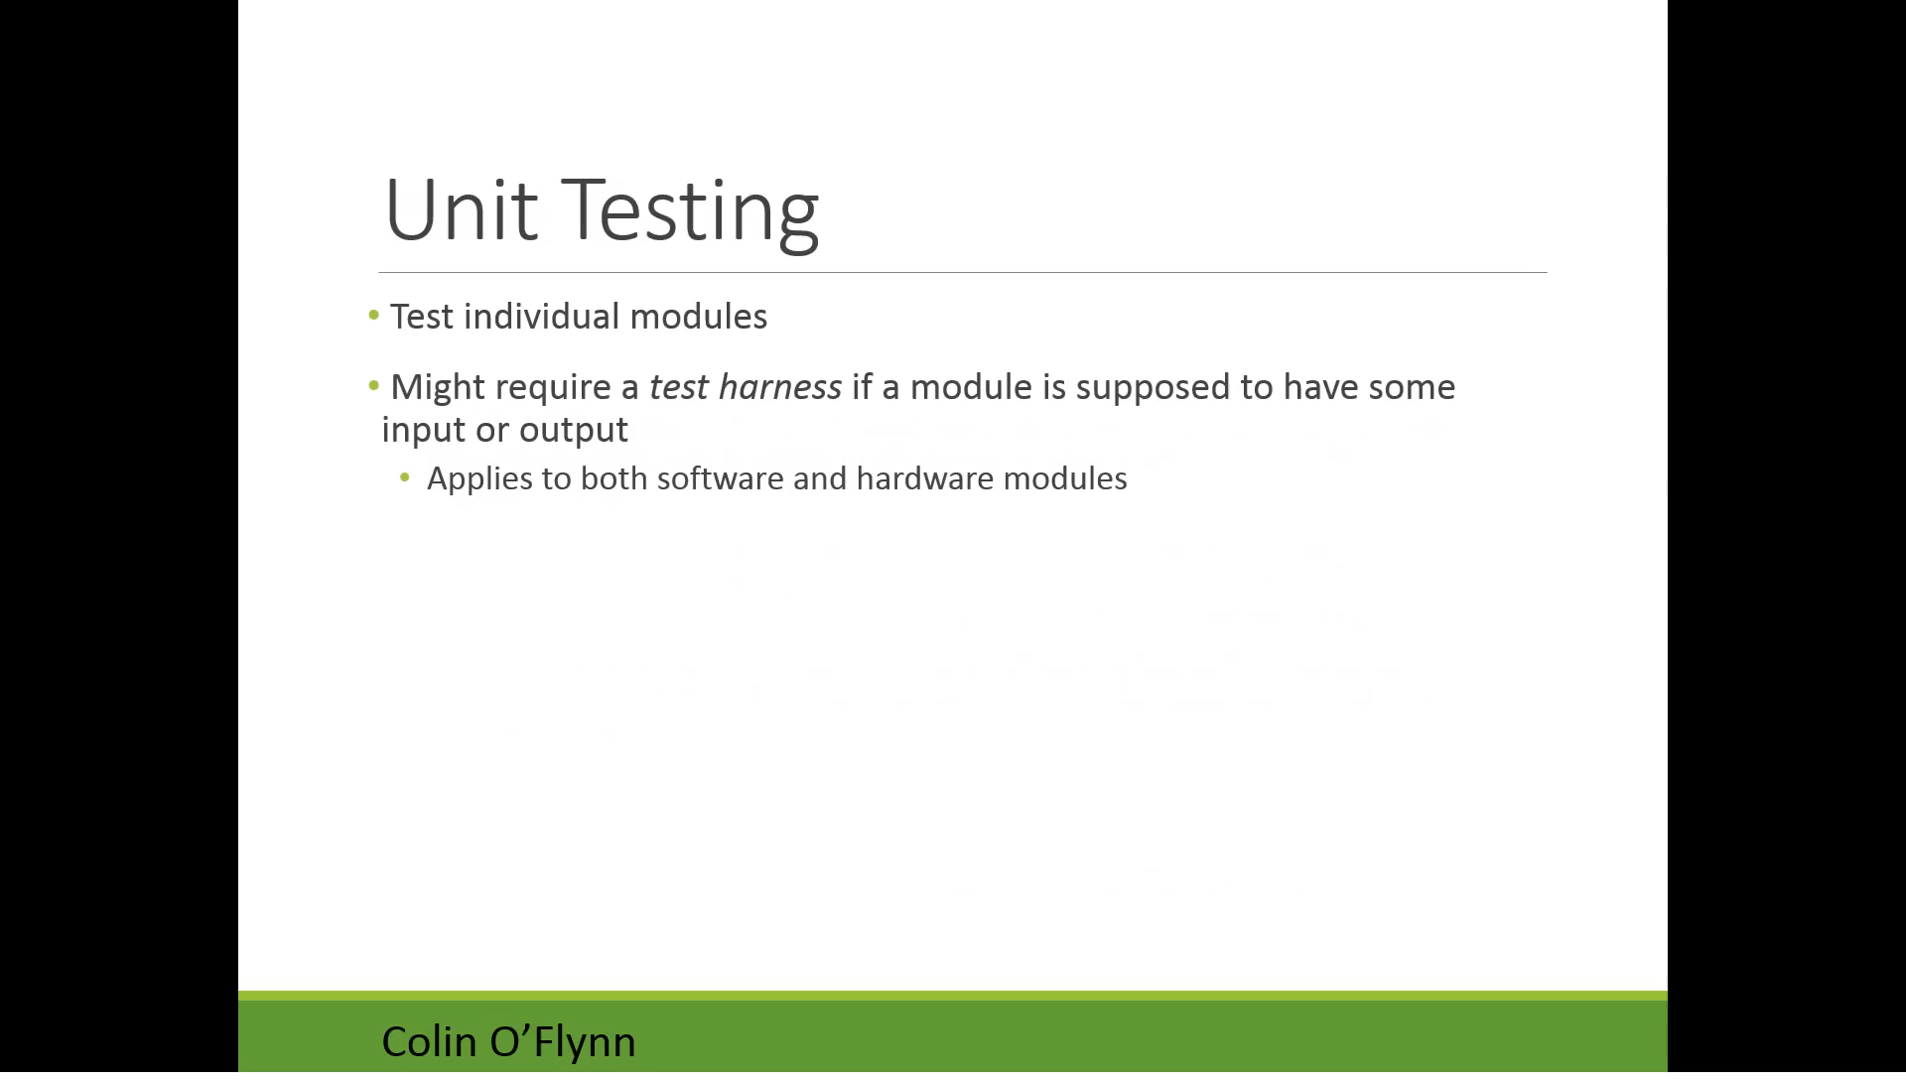 Unit Testing
• Test individual modules
• Might require a test harness if a module is supposed to have some
input or output
• Applies to both software and hardware modules
Colin O’Flynn